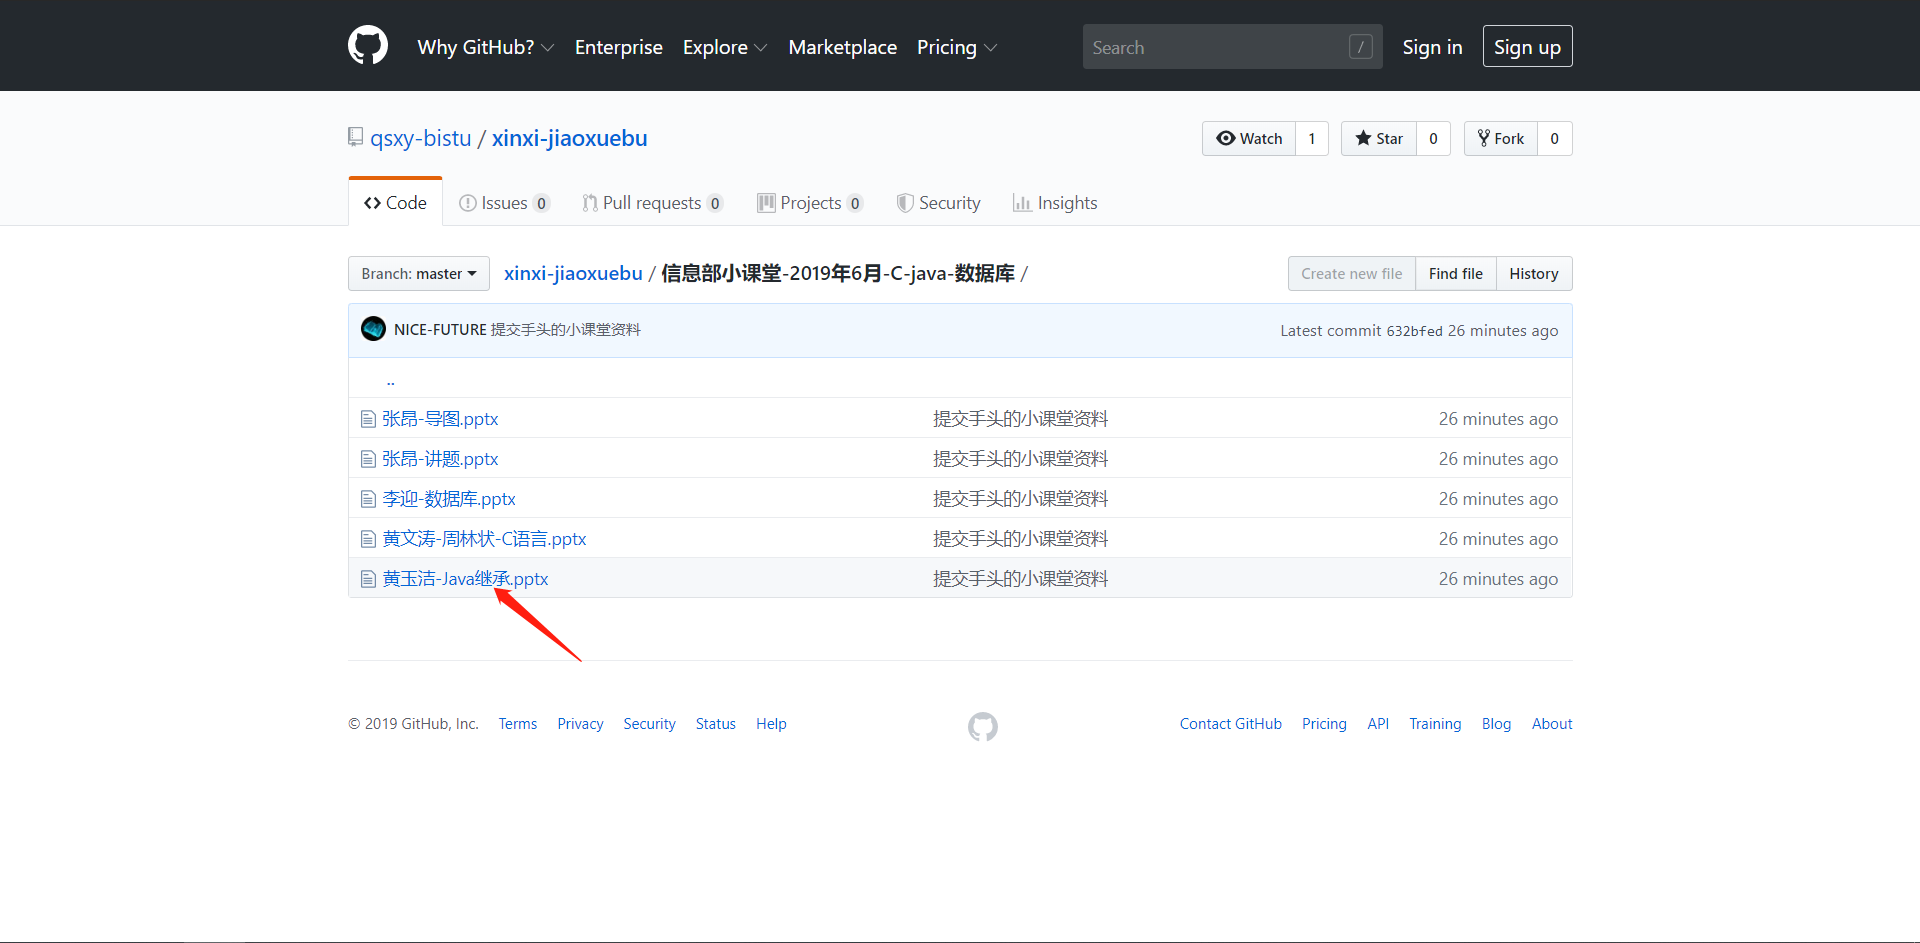 Why GitHub? Enterprise Explore Marketplace Pricing Search / Sign in Sign up
qsxy-bistu / xinxi-jiaoxuebu Watch 1 Star 0 Fork 0
Code Issues 0 Pull requests 0 Projects 0 Security Insights
Branch: master xinxi-jiaoxuebu / 信息部小课堂-2019年6月-C-java-数据库 / Create new file Find file History
NICE-FUTURE 提交手头的小课堂资料 Latest commit 632bfed 26 minutes ago
..
张昂-导图.pptx 提交手头的小课堂资料 26 minutes ago
张昂-讲题.pptx 提交手头的小课堂资料 26 minutes ago
李迎-数据库.pptx 提交手头的小课堂资料 26 minutes ago
黄文涛-周林状-C语言.pptx 提交手头的小课堂资料 26 minutes ago
黄玉洁-Java继承.pptx 提交手头的小课堂资料 26 minutes ago
© 2019 GitHub, Inc. Terms Privacy Security Status Help Contact GitHub Pricing API Training Blog About